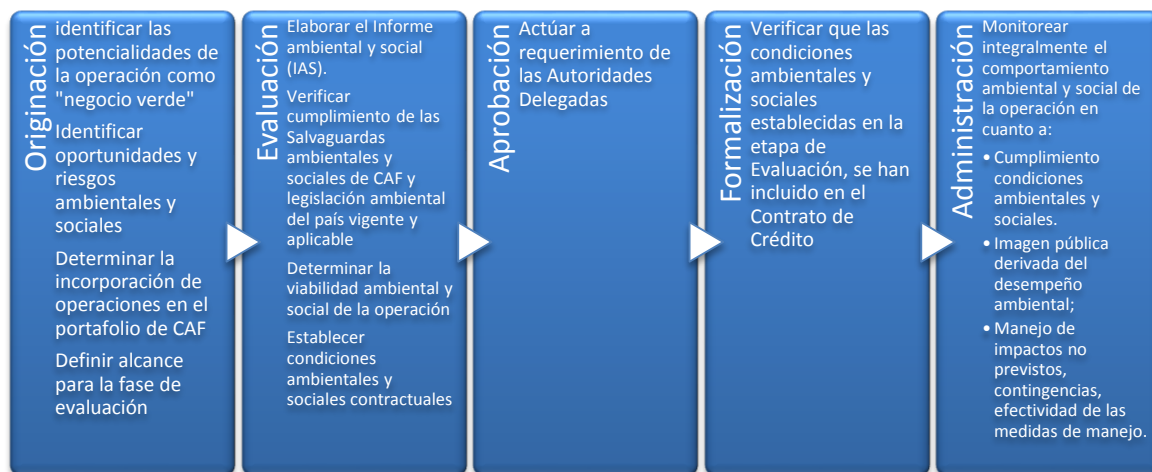 Originación
identificar las
potencialidades de
la operación como
"negocio verde"
Identificar
oportunidades y
riesgos
ambientales y
sociales
Determinar la
incorporación de
operaciones en el
portafolio de CAF
Definir alcance
para la fase de
evaluación
Evaluación
Elaborar el Informe
ambiental y social
(IAS).
Verificar
cumplimiento de las
Salvaguardas
ambientales y
sociales de CAF y
legislación ambiental
del país vigente y
aplicable
Determinar la
viabilidad ambiental y
social de la operación
Establecer
condiciones
ambientales y
sociales contractuales
Aprobación
Actúar a
requerimiento de
las Autoridades
Delegadas
Formalización
Verificar que las
condiciones
ambientales y
sociales
establecidas en la
etapa de
Evaluación, se han
incluido en el
Contrato de
Crédito
Administración
Monitorear
integralmente el
comportamiento
ambiental y social de
la operación en
cuanto a:
• Cumplimiento
condiciones
ambientales y
sociales.
• Imagen pública
derivada del
desempeño
ambiental;
• Manejo de
impactos no
previstos,
contingencias,
efectividad de las
medidas de manejo.